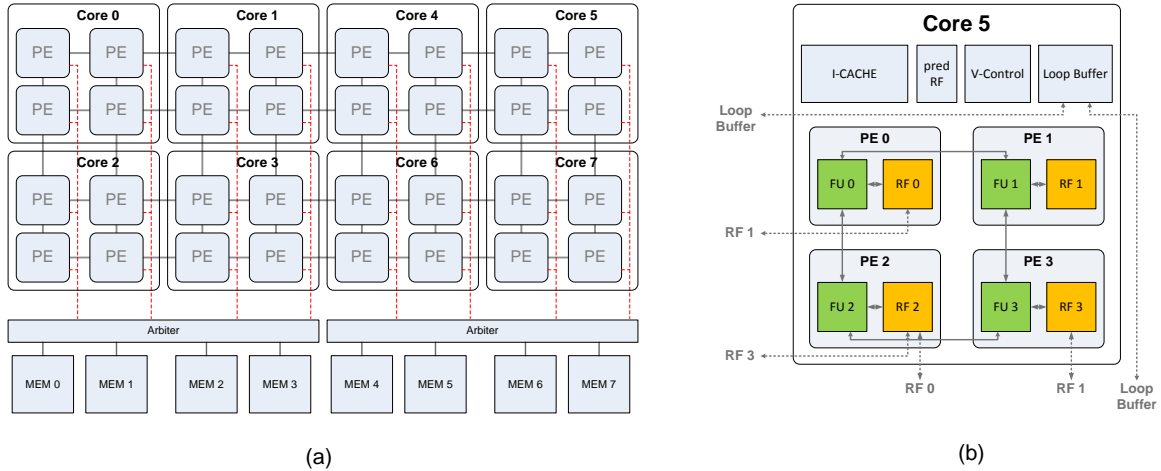 Core 0
Core 1
Core 4
Core 5
PE PE PE PE PE PE PE PE
PE PE PE PE PE PE PE PE
Core 2
Core 3
Core 6
Core 7
PE PE PE PE PE PE PE PE
PE PE PE PE PE PE PE PE
Arbiter
Arbiter
MEM 0
MEM 1
MEM 2
MEM 3
MEM 4
MEM 5
MEM 6
MEM 7
(a)
Core 5
I-CACHE
pred
RF
V-Control
Loop Buffer
Loop
Buffer
PE 0
FU 0
RF 0
PE 1
FU 1
RF 1
RF 1
PE 2
FU 2
RF 2
PE 3
FU 3
RF 3
RF 3
RF 0
RF 1
Loop
Buffer
(b)